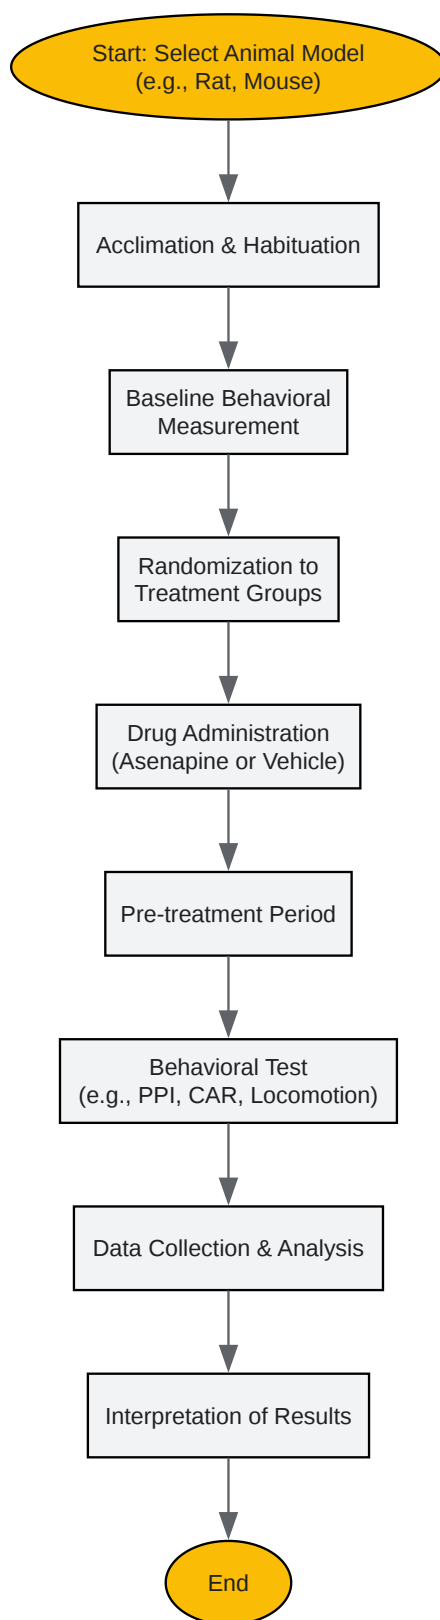 Start: Select Animal Model
(e.g., Rat, Mouse)
Acclimation & Habituation
Baseline Behavioral
Measurement
Randomization to
Treatment Groups
Drug Administration
(Asenapine or Vehicle)
Pre-treatment Period
Behavioral Test
(e.g., PPI, CAR, Locomotion)
Data Collection & Analysis
Interpretation of Results
End